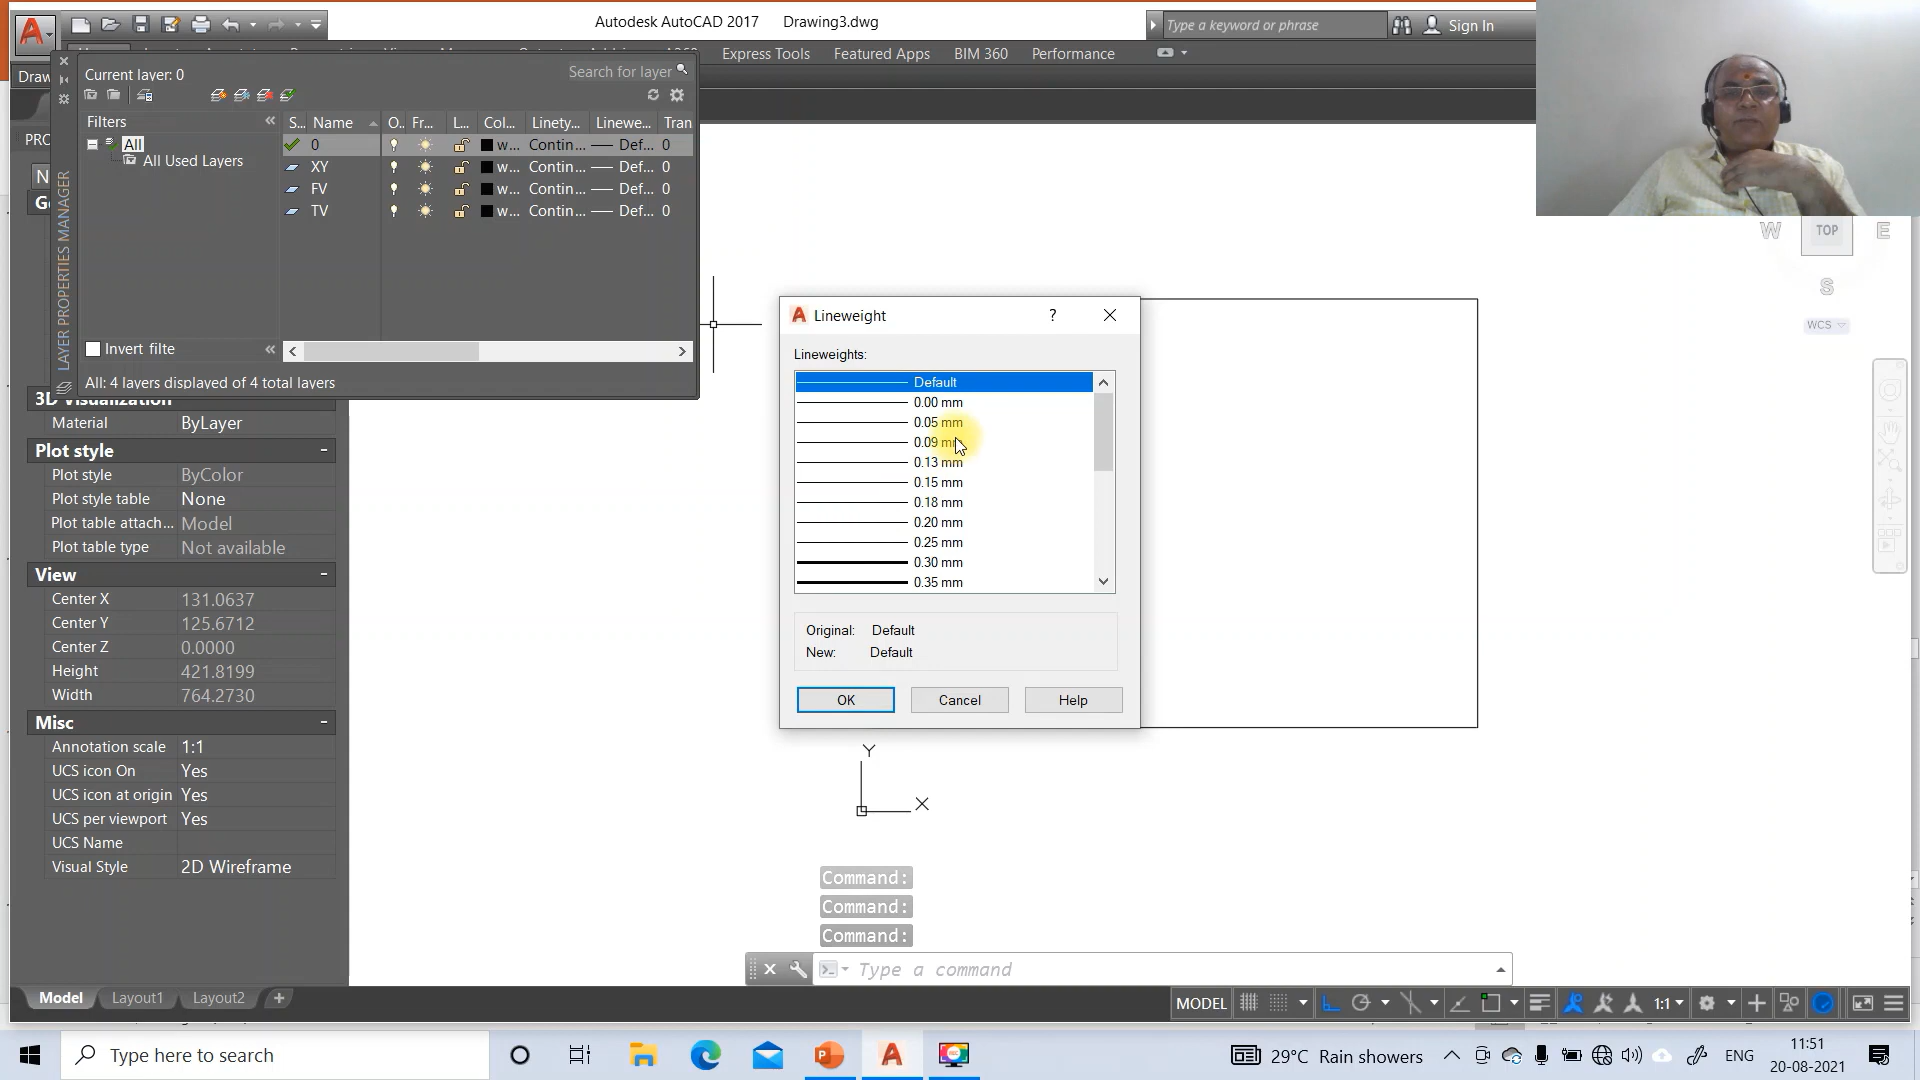 Autodesk AutoCAD 2017 Drawing3.dwg
Type a keyword or phrase
Sign In
Express Tools Featured Apps BIM 360 Performance
Draw
Current layer: 0
Search for layer
Filters
All
All Used Layers
S.. Name O.. Fr... L... Col... Linety... Linewe... Tran
0 w... Contin... Def... 0
XY w... Contin... Def... 0
FV w... Contin... Def... 0
TV w... Contin... Def... 0
PRO
N
Ge
LAYER PROPERTIES MANAGER
Invert filte
All: 4 layers displayed of 4 total layers
3D Visualization
Material ByLayer
Plot style
Plot style ByColor
Plot style table None
Plot table attach... Model
Plot table type Not available
View
Center X 131.0637
Center Y 125.6712
Center Z 0.0000
Height 421.8199
Width 764.2730
Misc
Annotation scale 1:1
UCS icon On Yes
UCS icon at origin Yes
UCS per viewport Yes
UCS Name
Visual Style 2D Wireframe
Lineweight ?
Lineweights:
Default
0.00 mm
0.05 mm
0.09 mm
0.13 mm
0.15 mm
0.18 mm
0.20 mm
0.25 mm
0.30 mm
0.35 mm
Original: Default
New: Default
OK Cancel Help
W TOP E
S
WCS
Y
X
Command:
Command:
Command:
Type a command
Model Layout1 Layout2 +
MODEL 1:1
Type here to search
29°C Rain showers
ENG
11:51
20-08-2021